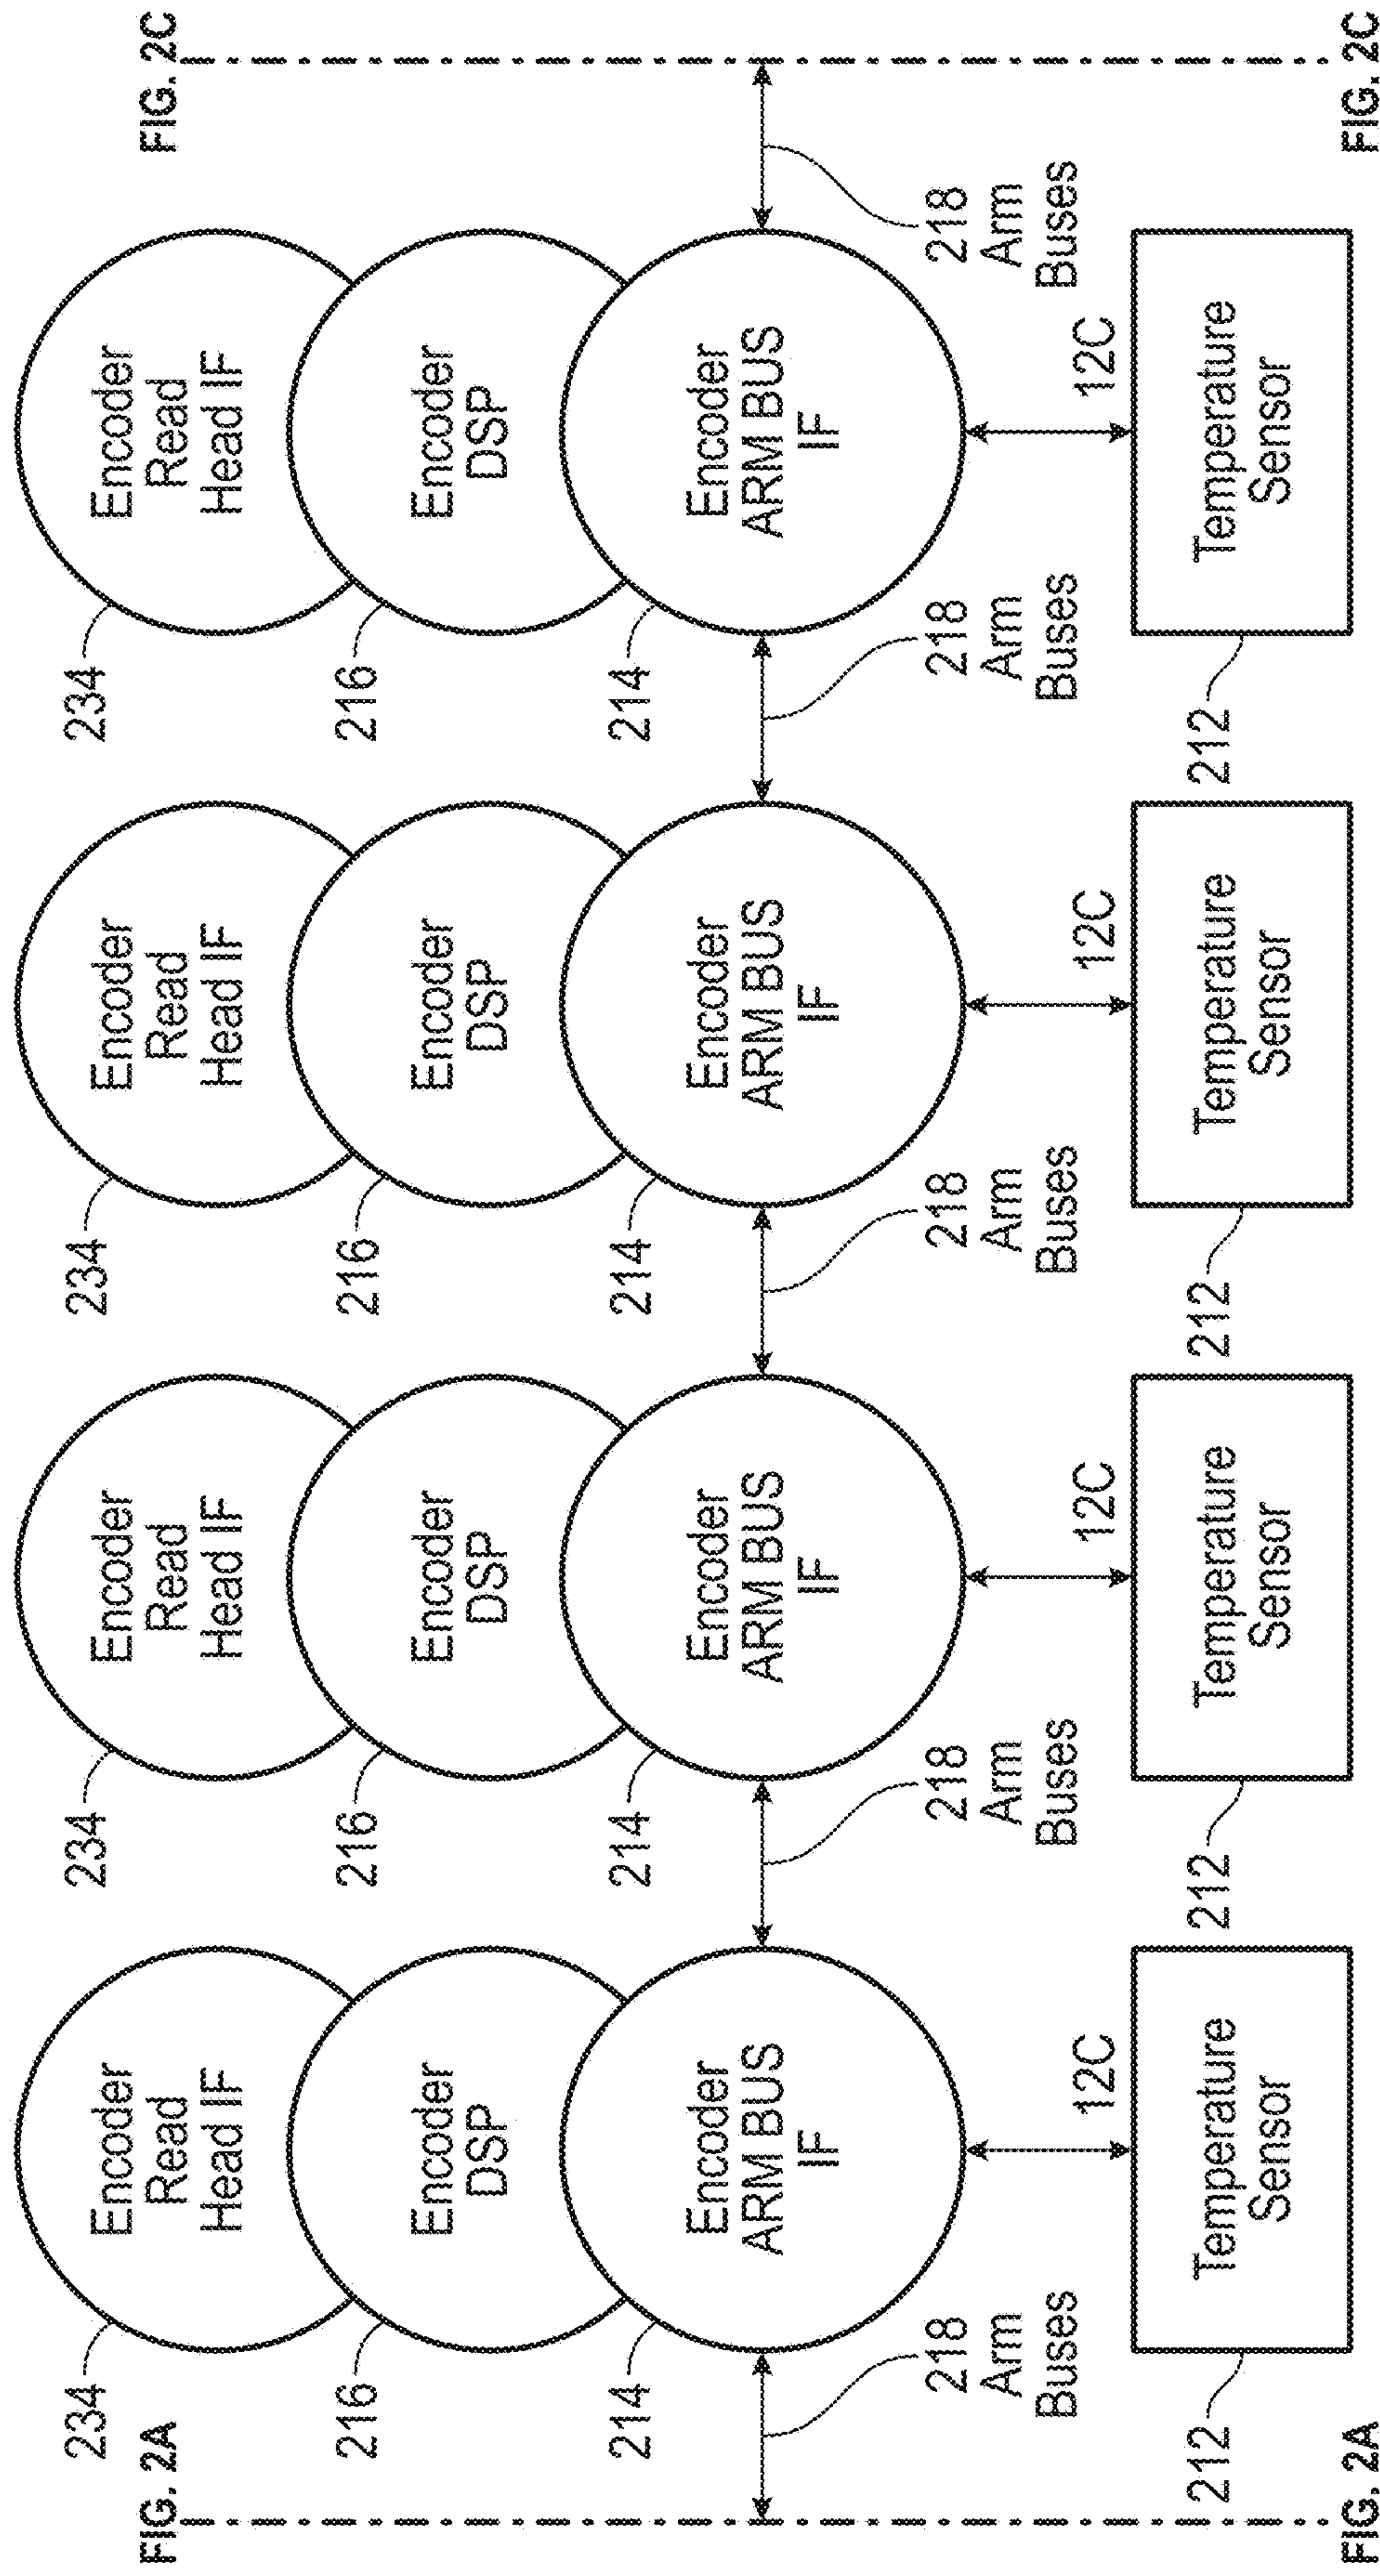 FIG. 2A
FIG. 2C
234
Encoder
Read
Head IF
216
Encoder
DSP
214
Encoder
ARM BUS
IF
218
Arm
Buses
12C
212
Temperature
Sensor
234
Encoder
Read
Head IF
216
Encoder
DSP
214
Encoder
ARM BUS
IF
218
Arm
Buses
12C
212
Temperature
Sensor
234
Encoder
Read
Head IF
216
Encoder
DSP
214
Encoder
ARM BUS
IF
218
Arm
Buses
12C
212
Temperature
Sensor
234
Encoder
Read
Head IF
216
Encoder
DSP
214
Encoder
ARM BUS
IF
218
Arm
Buses
12C
212
Temperature
Sensor
218
Arm
Buses
FIG. 2A
FIG. 2C